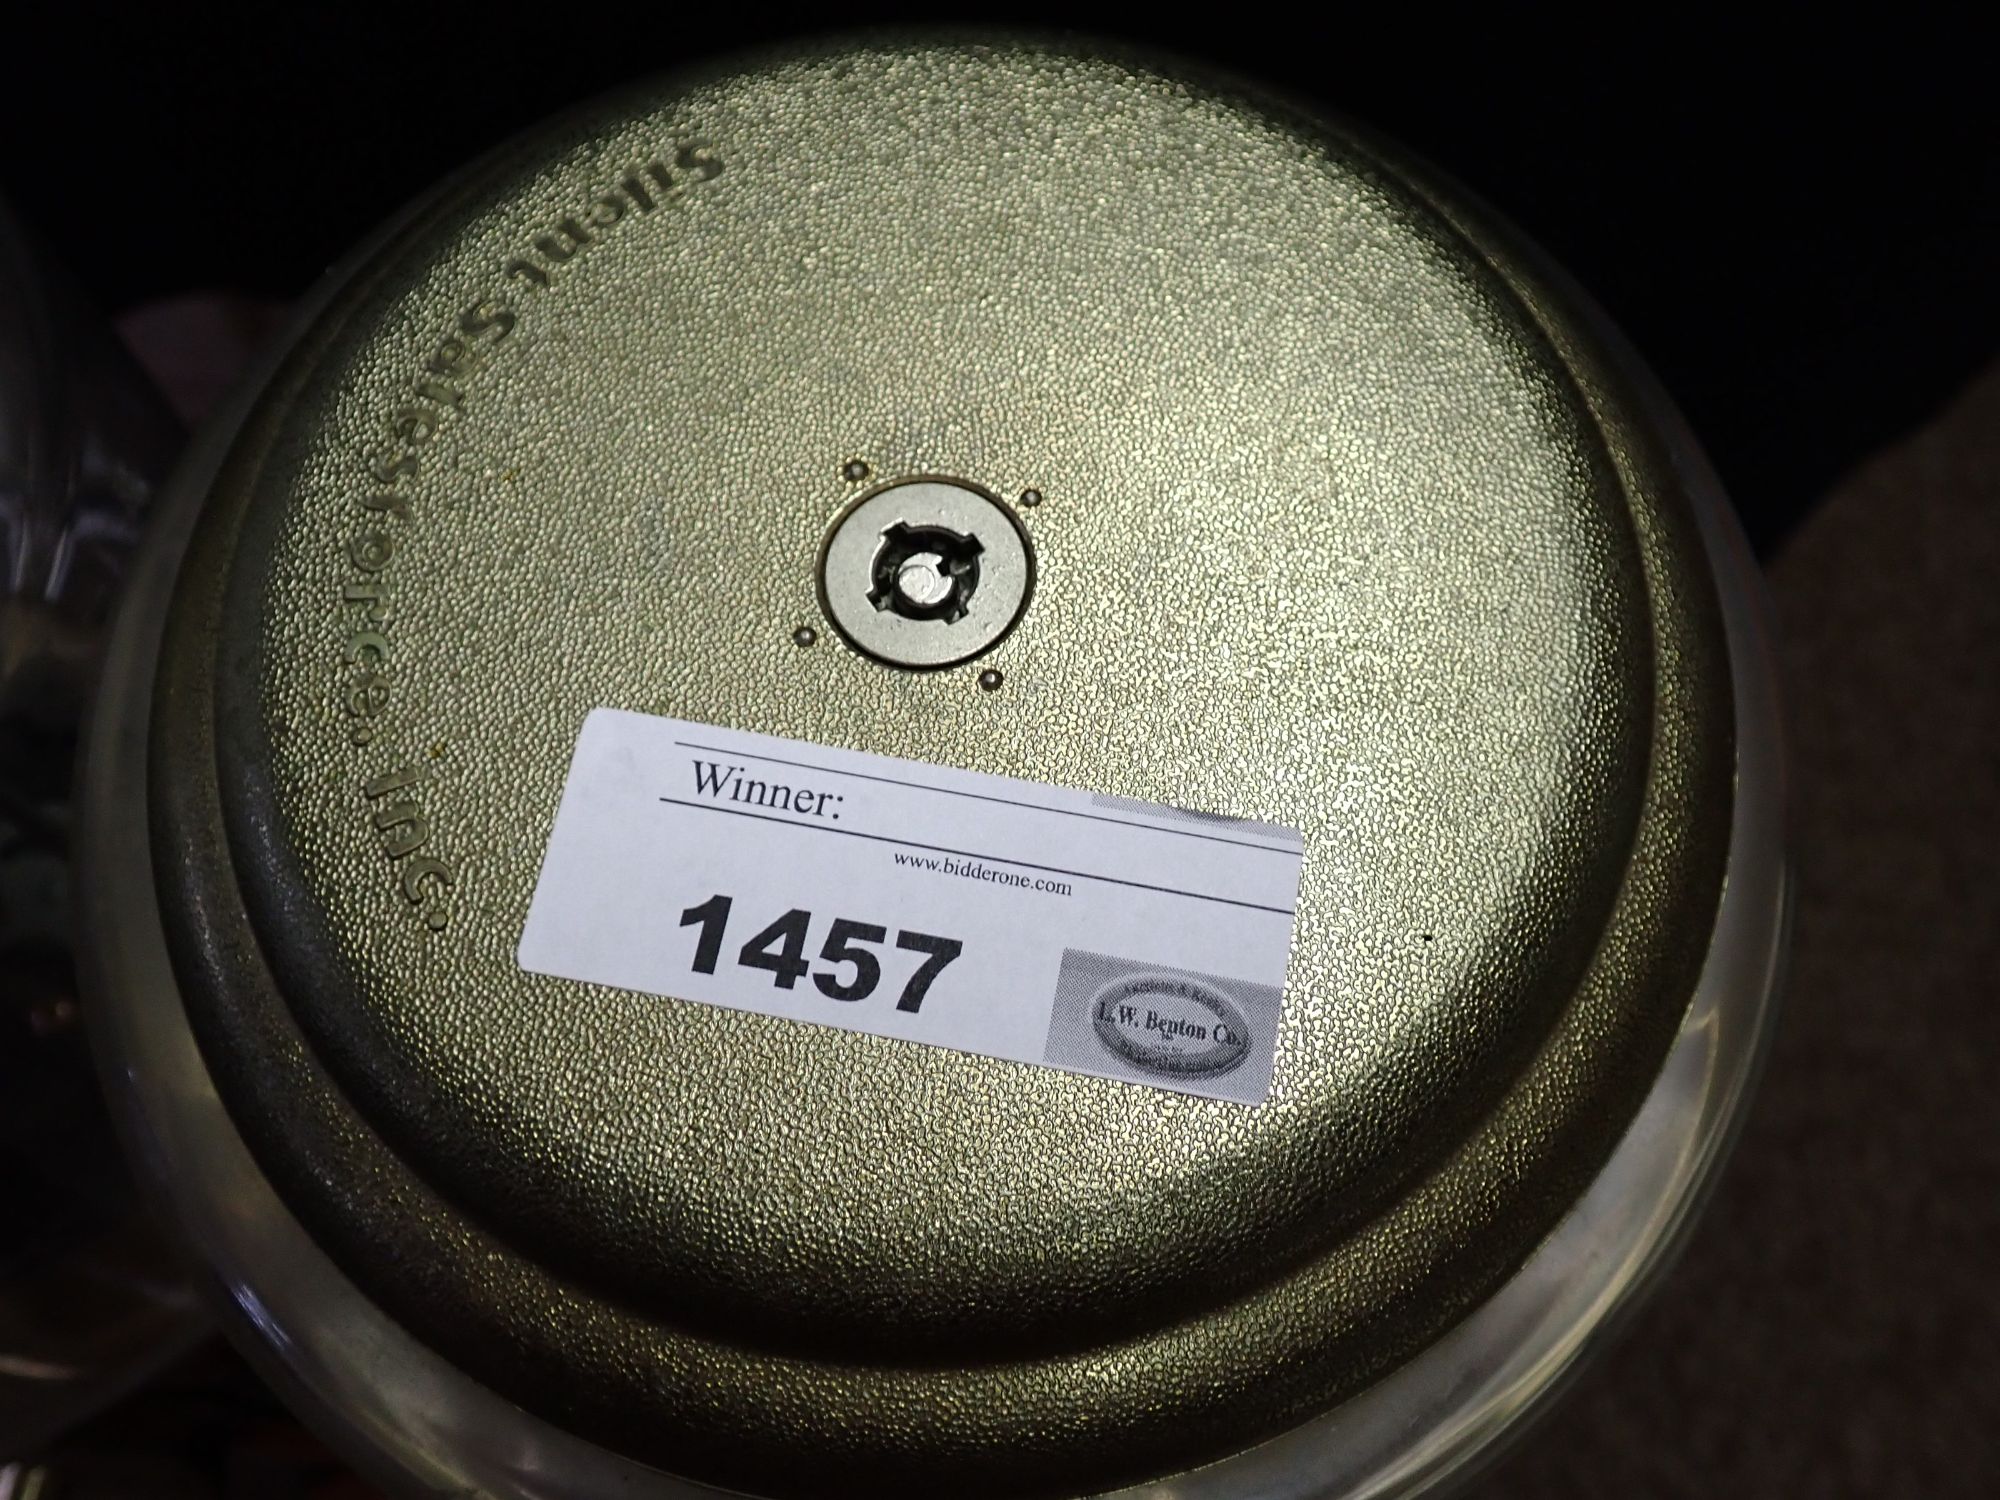 Silent Salesforce, Inc.
Winner:
www.bidderone.com
1457
L.W. Benton Co.